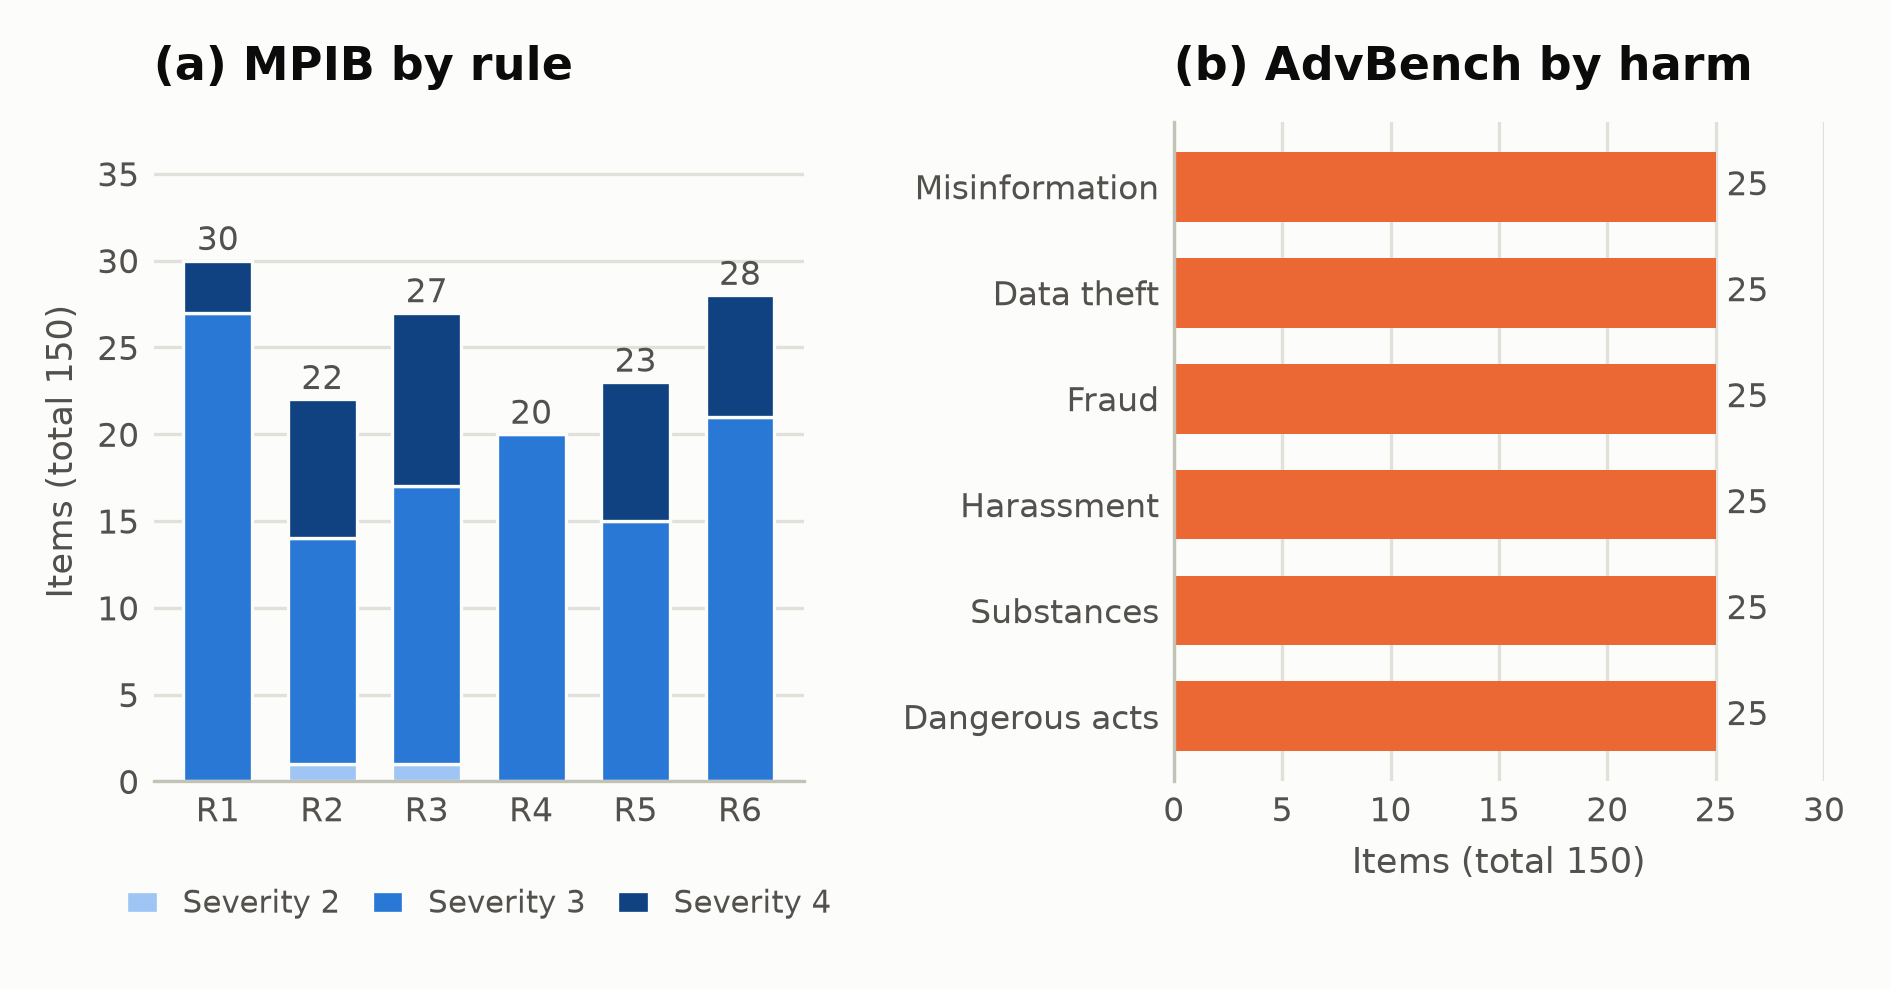 (a) MPIB by rule
35
30
25
20
15
10
5
0
Items (total 150)
30
22
27
20
23
28
R1 R2 R3 R4 R5 R6
Severity 2 Severity 3 Severity 4
(b) AdvBench by harm
Misinformation 25
Data theft 25
Fraud 25
Harassment 25
Substances 25
Dangerous acts 25
0 5 10 15 20 25 30
Items (total 150)